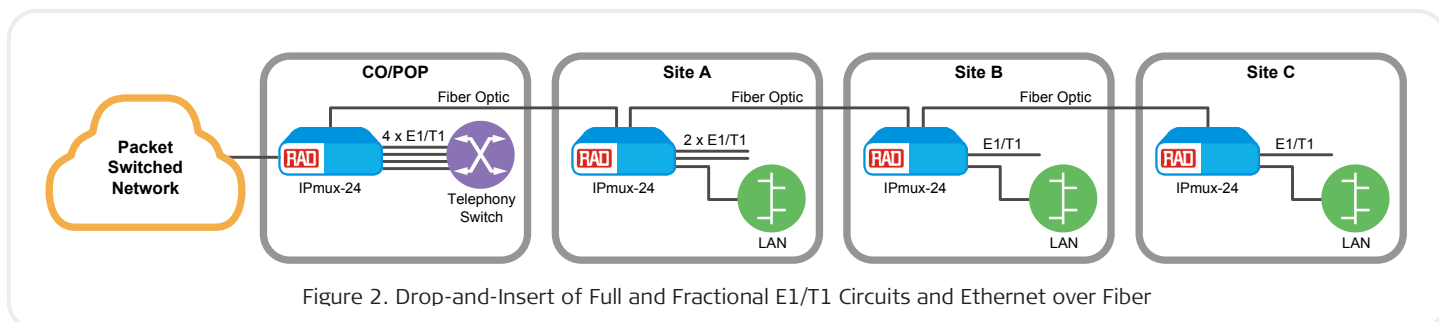 CO/POP
Site A
Site B
Site C
Fiber Optic
Fiber Optic
Fiber Optic
Packet
Switched
Network
RAD
IPmux-24
4 x E1/T1
Telephony
Switch
RAD
IPmux-24
2 x E1/T1
LAN
RAD
IPmux-24
E1/T1
LAN
RAD
IPmux-24
E1/T1
LAN
Figure 2. Drop-and-Insert of Full and Fractional E1/T1 Circuits and Ethernet over Fiber